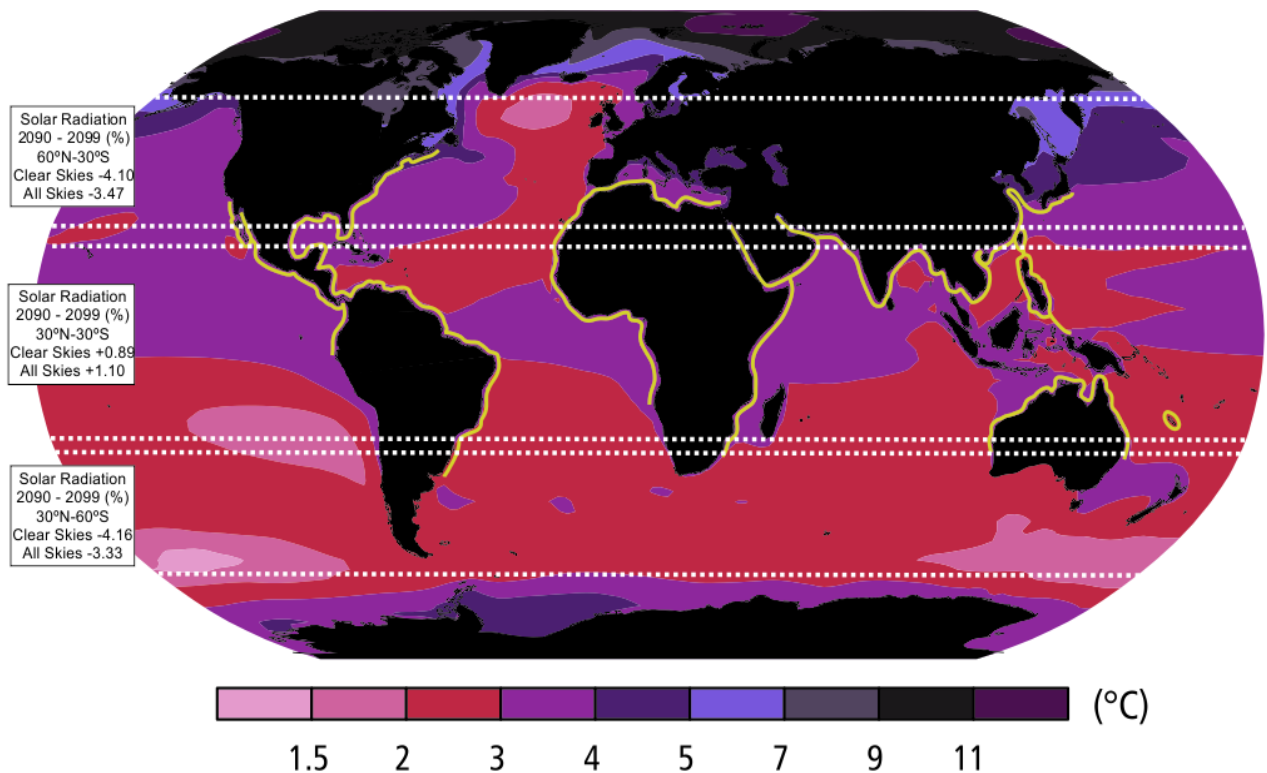 Solar Radiation
2090 - 2099 (%)
60ºN-30ºS
Clear Skies -4.10
All Skies -3.47
Solar Radiation
2090 - 2099 (%)
30ºN-30ºS
Clear Skies +0.89
All Skies +1.10
Solar Radiation
2090 - 2099 (%)
30ºN-60ºS
Clear Skies -4.16
All Skies -3.33
(°C)
1.5 2 3 4 5 7 9 11